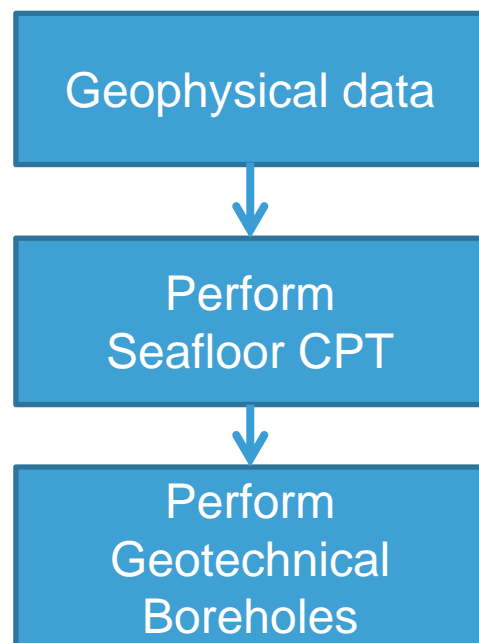 Geophysical data
Perform
Seafloor CPT
Perform
Geotechnical
Boreholes